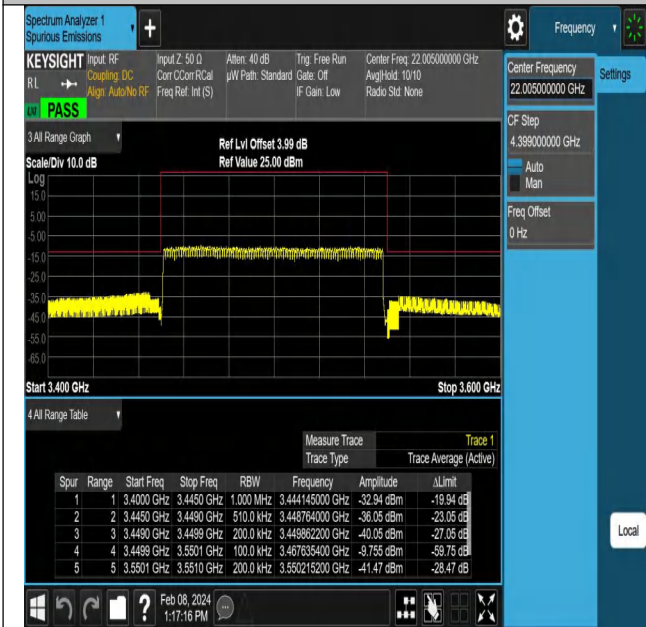 Spectrum Analyzer 1
Spurious Emissions
+
Frequency
KEYSIGHT
RL
Input: RF
Coupling: DC
Align: Auto/No RF
Input Z: 50 Ω
Corr CCorr RCal
Freq Ref: Int (S)
Atten: 40 dB
µW Path: Standard
Trig: Free Run
Gate: Off
IF Gain: Low
Center Freq: 22.005000000 GHz
Avg|Hold: 10/10
Radio Std: None
LXI PASS
Center Frequency
22.005000000 GHz
Settings
CF Step
4.399000000 GHz
Auto
Man
Freq Offset
0 Hz
Local
3 All Range Graph
Scale/Div 10.0 dB
Ref Lvl Offset 3.99 dB
Ref Value 25.00 dBm
Log
15.0
5.00
-5.00
-15.0
-25.0
-35.0
-45.0
-55.0
-65.0
Start 3.400 GHz
Stop 3.600 GHz
4 All Range Table
Measure Trace Trace 1
Trace Type Trace Average (Active)
Spur Range Start Freq Stop Freq RBW Frequency Amplitude ΔLimit
1 1 3.4000 GHz 3.4450 GHz 1.000 MHz 3.444145000 GHz -32.94 dBm -19.94 dB
2 2 3.4450 GHz 3.4490 GHz 510.0 kHz 3.448764000 GHz -36.05 dBm -23.05 dB
3 3 3.4490 GHz 3.4499 GHz 200.0 kHz 3.449862200 GHz -40.05 dBm -27.05 dB
4 4 3.4499 GHz 3.5501 GHz 100.0 kHz 3.467635400 GHz -9.755 dBm -59.75 dB
5 5 3.5501 GHz 3.5510 GHz 200.0 kHz 3.550215200 GHz -41.47 dBm -28.47 dB
?
Feb 08, 2024
1:17:16 PM